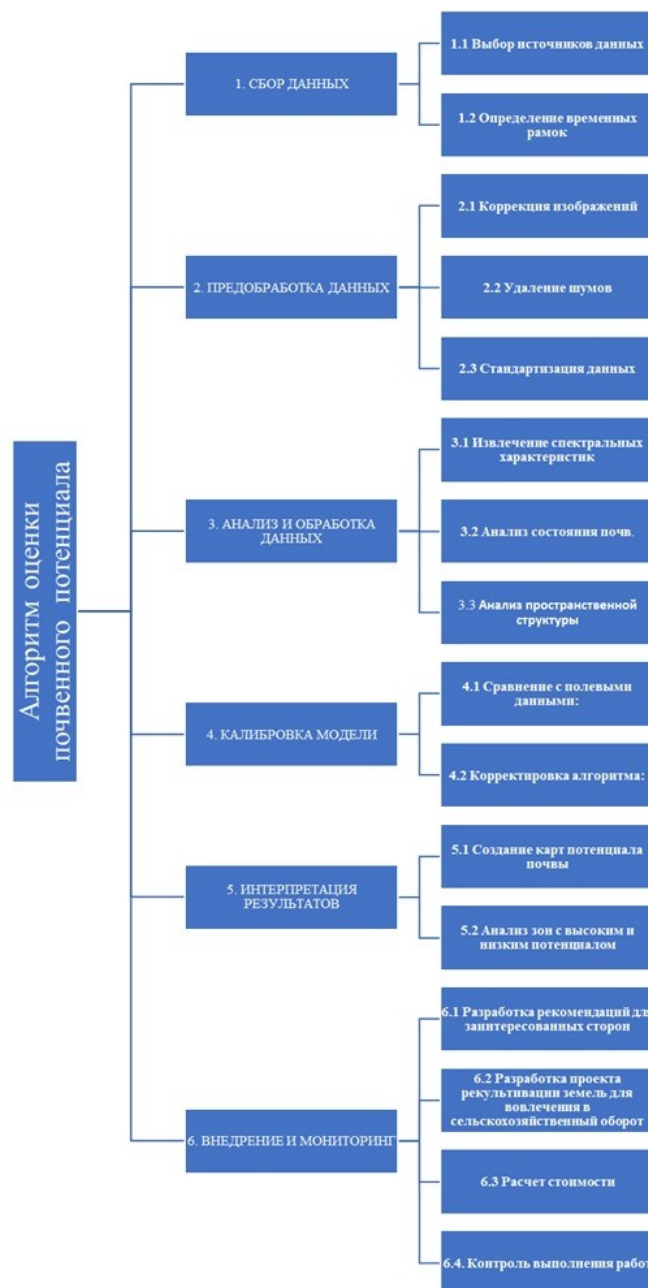 Алгоритм оценки
почвенного потенциала
1. СБОР ДАННЫХ
1.1 Выбор источников данных
1.2 Определение временных
рамок
2. ПРЕДОБРАБОТКА ДАННЫХ
2.1 Коррекция изображений
2.2 Удаление шумов
2.3 Стандартизация данных
3. АНАЛИЗ И ОБРАБОТКА
ДАННЫХ
3.1 Извлечение спектральных
характеристик
3.2 Анализ состояния почв.
3.3 Анализ пространственной
структуры
4. КАЛИБРОВКА МОДЕЛИ
4.1 Сравнение с полевыми
данными:
4.2 Корректировка алгоритма:
5. ИНТЕРПРЕТАЦИЯ
РЕЗУЛЬТАТОВ
5.1 Создание карт потенциала
почвы
5.2 Анализ зон с высоким и
низким потенциалом
6. ВНЕДРЕНИЕ И МОНИТОРИНГ
6.1 Разработка рекомендаций для
заинтересованных сторон
6.2 Разработка проекта
рекультивации земель для
вовлечения в
сельскохозяйственный оборот
6.3 Расчет стоимости
6.4. Контроль выполнения работ